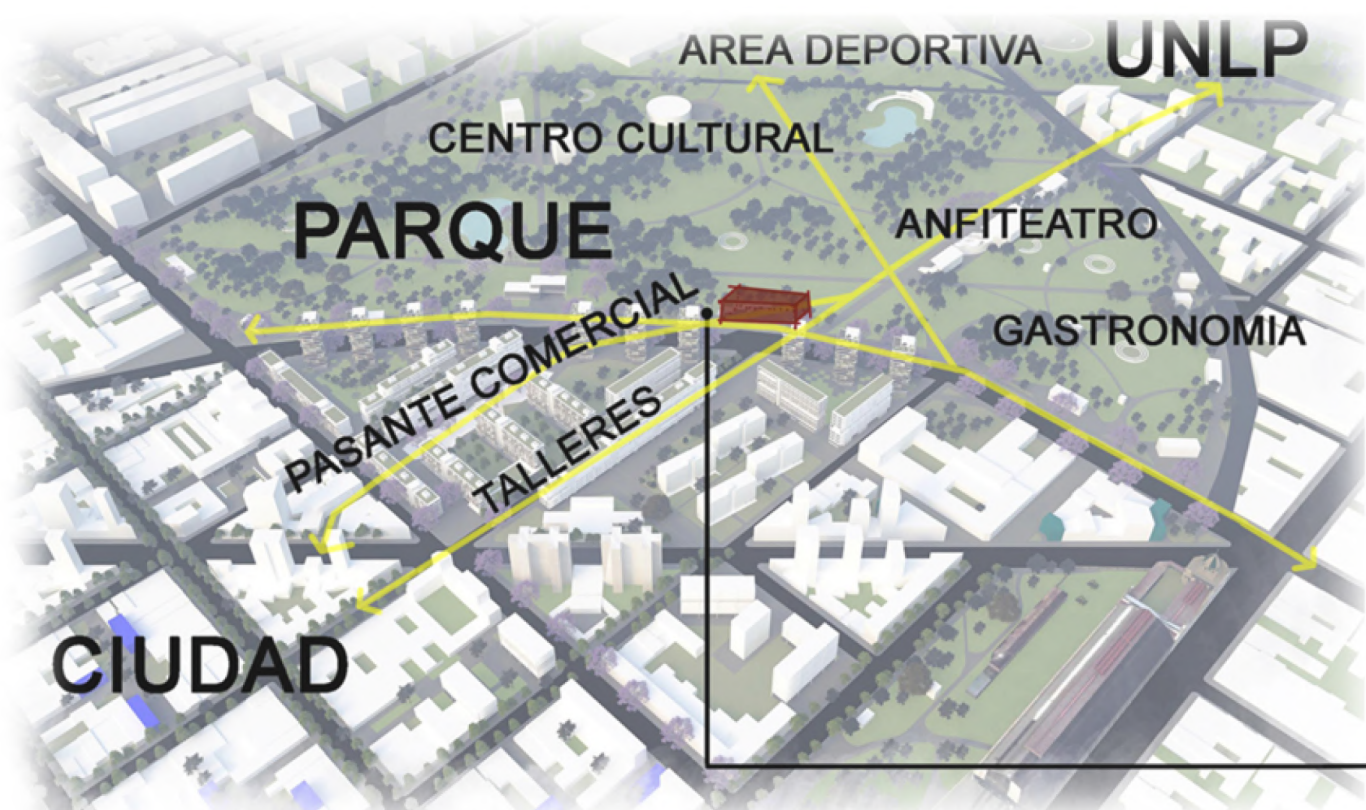 AREA DEPORTIVA
UNLP
CENTRO CULTURAL
PARQUE
ANFITEATRO
PASANTE COMERCIAL
GASTRONOMIA
TALLERES
CIUDAD